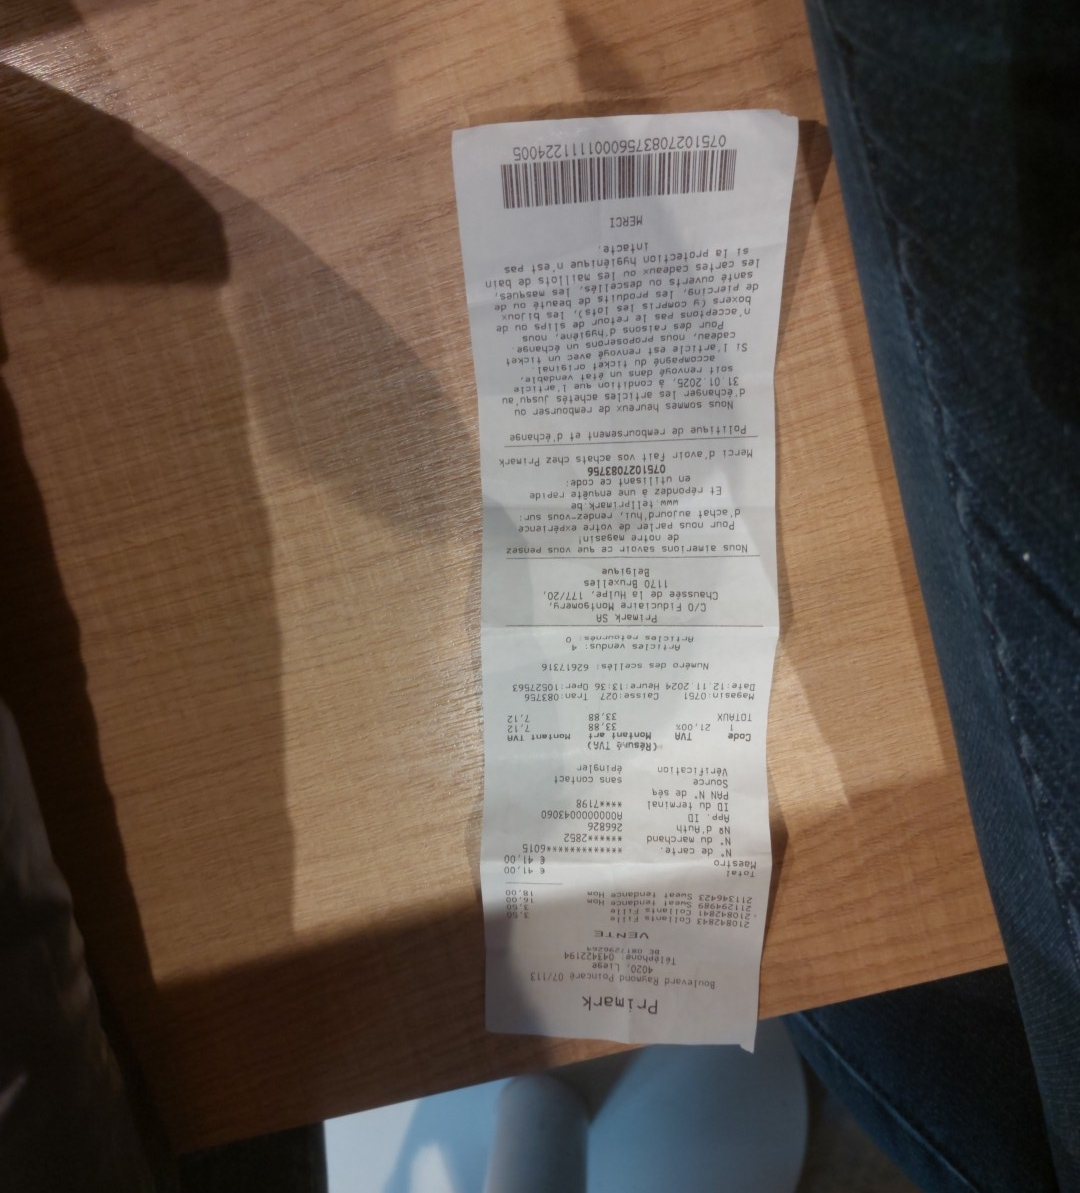 Primark
Boulevard Raymond Poincaré 07/113
4020, Liege
Téléphone: 043422194
BE 0817296269
VENTE
210842843 Collants Fille 3,50
210842841 Collants Fille 3,50
211294989 Sweat tendance Hom 16,00
211346423 Sweat tendance Hom 18,00
Total € 41,00
Maestro € 41,00
N° de carte. *************6015
N° du marchand *******2852
Nº d'Auth 266826
App. ID A0000000043060
ID du terminal ****7198
PAN N° de séq
Source sans contact
Vérification épingler
(Résumé TVA)
Code TVA Montant art Montant TVA
1 21,00% 33,88 7,12
TOTAUX 33,88 7,12
Magasin:0751 Caisse:027 Tran:083756
Date:12.11.2024 Heure:13:36 Oper:10527563
Numéro des scellés: 62617316
Articles vendus: 4
Articles retournés: 0
Primark SA
C/O Fiduciaire Montgomery,
Chaussée de la Hulpe, 177/20,
1170 Bruxelles
Belgique
Nous aimerions savoir ce que vous pensez
de notre magasin!
Pour nous parler de votre expérience
d'achat aujourd'hui, rendez-vous sur:
www.tellprimark.be
Et répondez à une enquête rapide
en utilisant ce code:
0751027083756
Merci d'avoir fait vos achats chez Primark
Politique de remboursement et d'échange
Nous sommes heureux de rembourser ou
d'échanger les articles achetés jusqu'au
31.01.2025, à condition que l'article
soit renvoyé dans un état vendable,
accompagné du ticket original.
Si l'article est renvoyé avec un ticket
cadeau, nous proposerons un échange.
Pour des raisons d'hygiène, nous
n'acceptons pas le retour de slips ou de
boxers (y compris les lots), les bijoux
de piercing, les produits de beauté ou de
santé ouverts ou descellés, les masques,
les cartes cadeaux ou les maillots de bain
si la protection hygiénique n'est pas
intacte.
MERCI
0751027083756000111122400​5